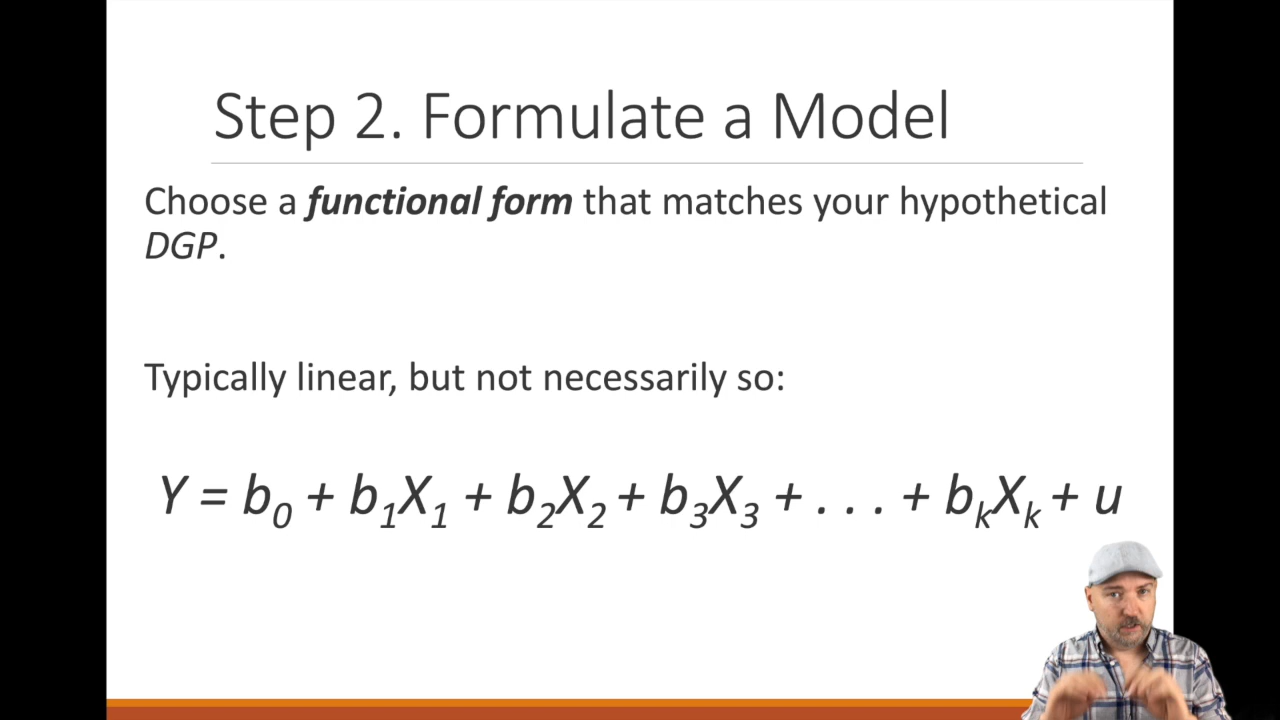 Step 2. Formulate a Model
Choose a functional form that matches your hypothetical
DGP.
Typically linear, but not necessarily so:
Y = b₀ + b₁X₁ + b₂X₂ + b₃X₃ + . . . + bₖXₖ + u